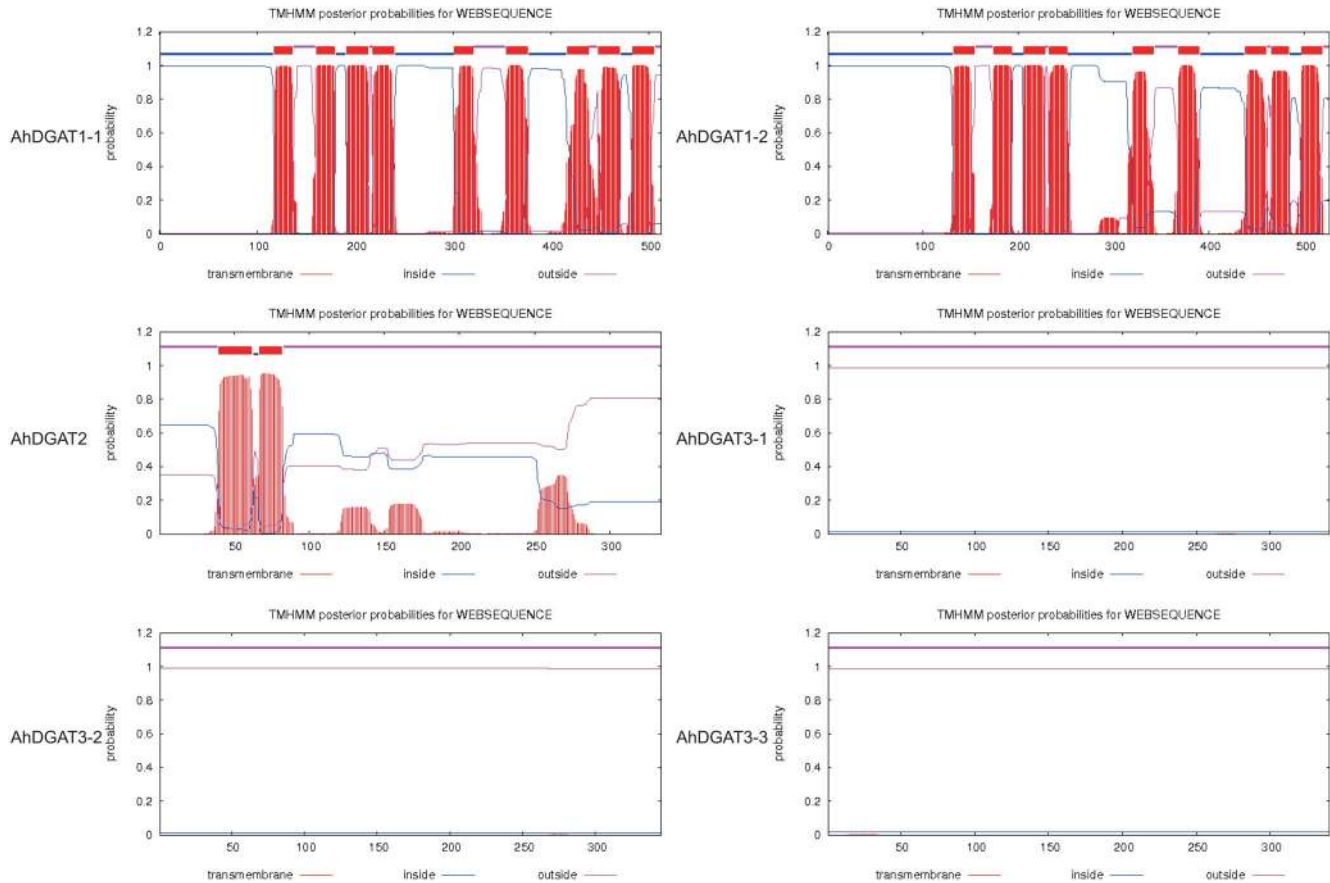 TMHMM posterior probabilities for WEBSEQUENCE
AhDGAT1-1
probability
1.2
1
0.8
0.6
0.4
0.2
0
0 100 200 300 400 500
transmembrane inside outside
TMHMM posterior probabilities for WEBSEQUENCE
AhDGAT1-2
probability
1.2
1
0.8
0.6
0.4
0.2
0
0 100 200 300 400 500
transmembrane inside outside
TMHMM posterior probabilities for WEBSEQUENCE
AhDGAT2
probability
1.2
1
0.8
0.6
0.4
0.2
0
50 100 150 200 250 300
transmembrane inside outside
TMHMM posterior probabilities for WEBSEQUENCE
AhDGAT3-1
probability
1.2
1
0.8
0.6
0.4
0.2
0
50 100 150 200 250 300
transmembrane inside outside
TMHMM posterior probabilities for WEBSEQUENCE
AhDGAT3-2
probability
1.2
1
0.8
0.6
0.4
0.2
0
50 100 150 200 250 300
transmembrane inside outside
TMHMM posterior probabilities for WEBSEQUENCE
AhDGAT3-3
probability
1.2
1
0.8
0.6
0.4
0.2
0
50 100 150 200 250 300
transmembrane inside outside